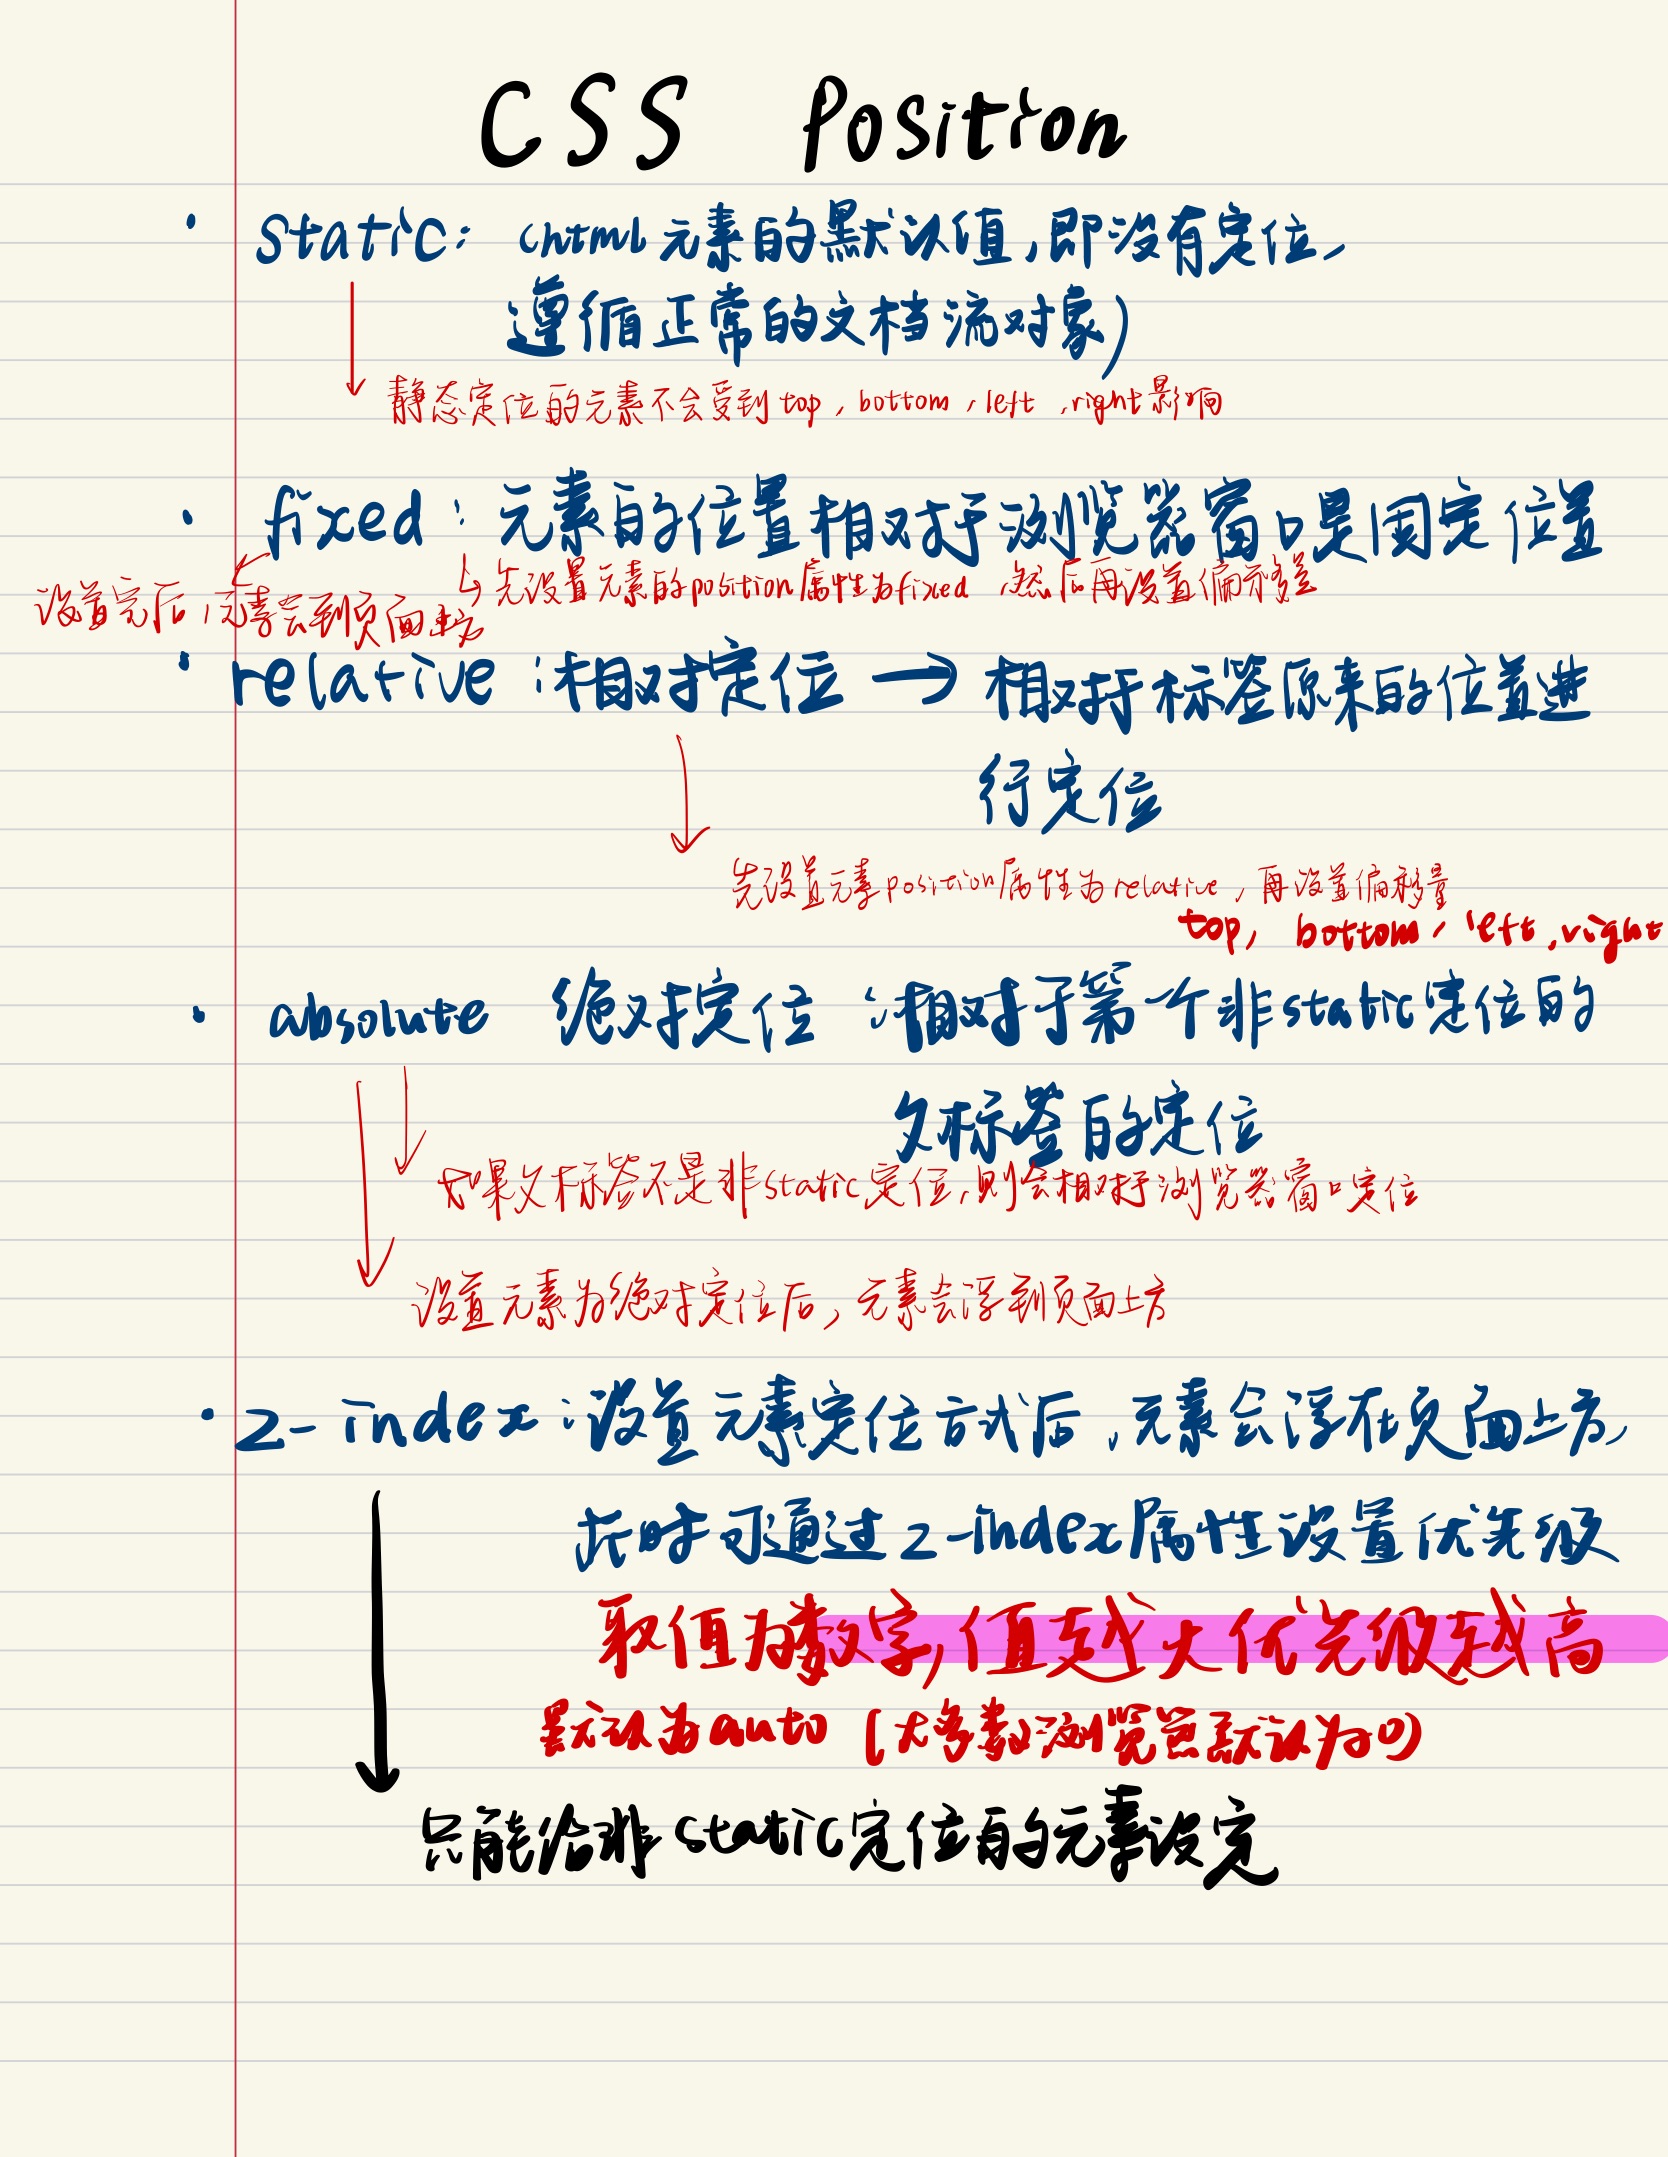 CSS Position
· static: (html元素的默认值,即没有定位,
遵循正常的文档流对象)
静态定位的元素不会受到top, bottom, left, right影响
· fixed: 元素的位置相对于浏览器窗口是固定位置
先设置元素的position属性为fixed, 然后再设置偏移差
设置完后,元素会到页面上方
· relative:相对定位 → 相对于标签原来的位置进
行定位
先设置元素position属性为relative,再设置偏移量
top, bottom, left, right
· absolute 绝对定位:相对于第一个非static定位的
父标签的定位
如果父标签不是非static定位,则会相对于浏览器窗口定位
设置元素为绝对定位后,元素会浮到页面上方
· z-index:设置元素定位方式后,元素会浮在页面上方,
此时可通过z-index属性设置优先级
取值为数字,值越大优先级越高
默认为auto (大多数浏览器默认为0)
只能给非static定位的元素设定